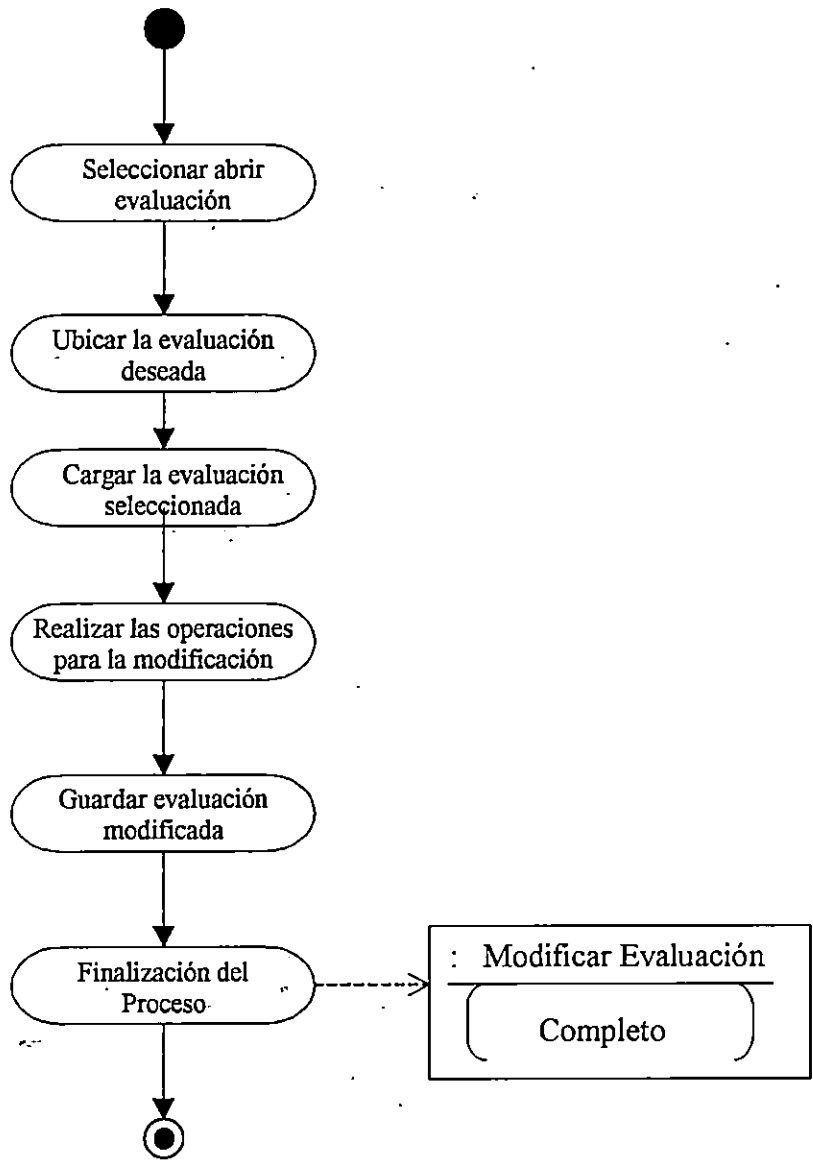 Seleccionar abrir
evaluación
Ubicar la evaluación
deseada
Cargar la evaluación
seleccionada
Realizar las operaciones
para la modificación
Guardar evaluación
modificada
Finalización del
Proceso
: Modificar Evaluación
Completo